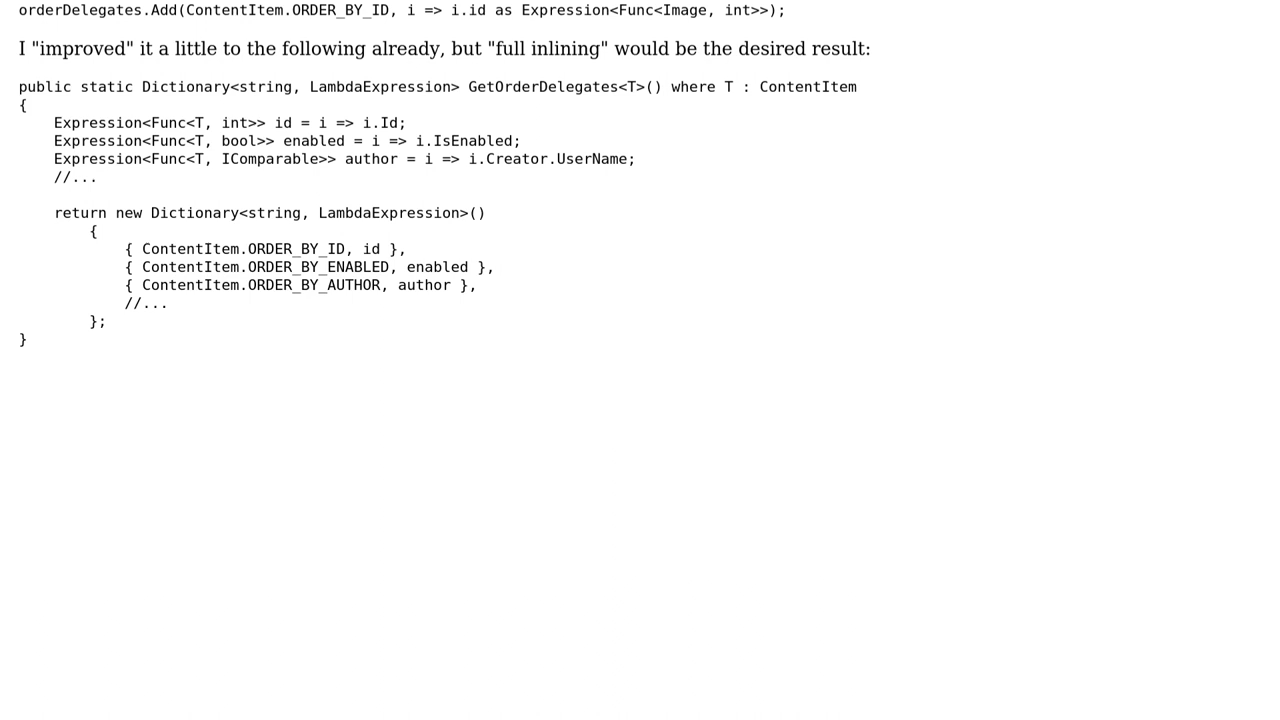 orderDelegates.Add(ContentItem.ORDER_BY_ID, i => i.id as Expression<Func<Image, int>>);
I "improved" it a little to the following already, but "full inlining" would be the desired result:
public static Dictionary<string, LambdaExpression> GetOrderDelegates<T>() where T : ContentItem
{
    Expression<Func<T, int>> id = i => i.Id;
    Expression<Func<T, bool>> enabled = i => i.IsEnabled;
    Expression<Func<T, IComparable>> author = i => i.Creator.UserName;
    //...

    return new Dictionary<string, LambdaExpression>()
        {
            { ContentItem.ORDER_BY_ID, id },
            { ContentItem.ORDER_BY_ENABLED, enabled },
            { ContentItem.ORDER_BY_AUTHOR, author },
            //...
        };
}